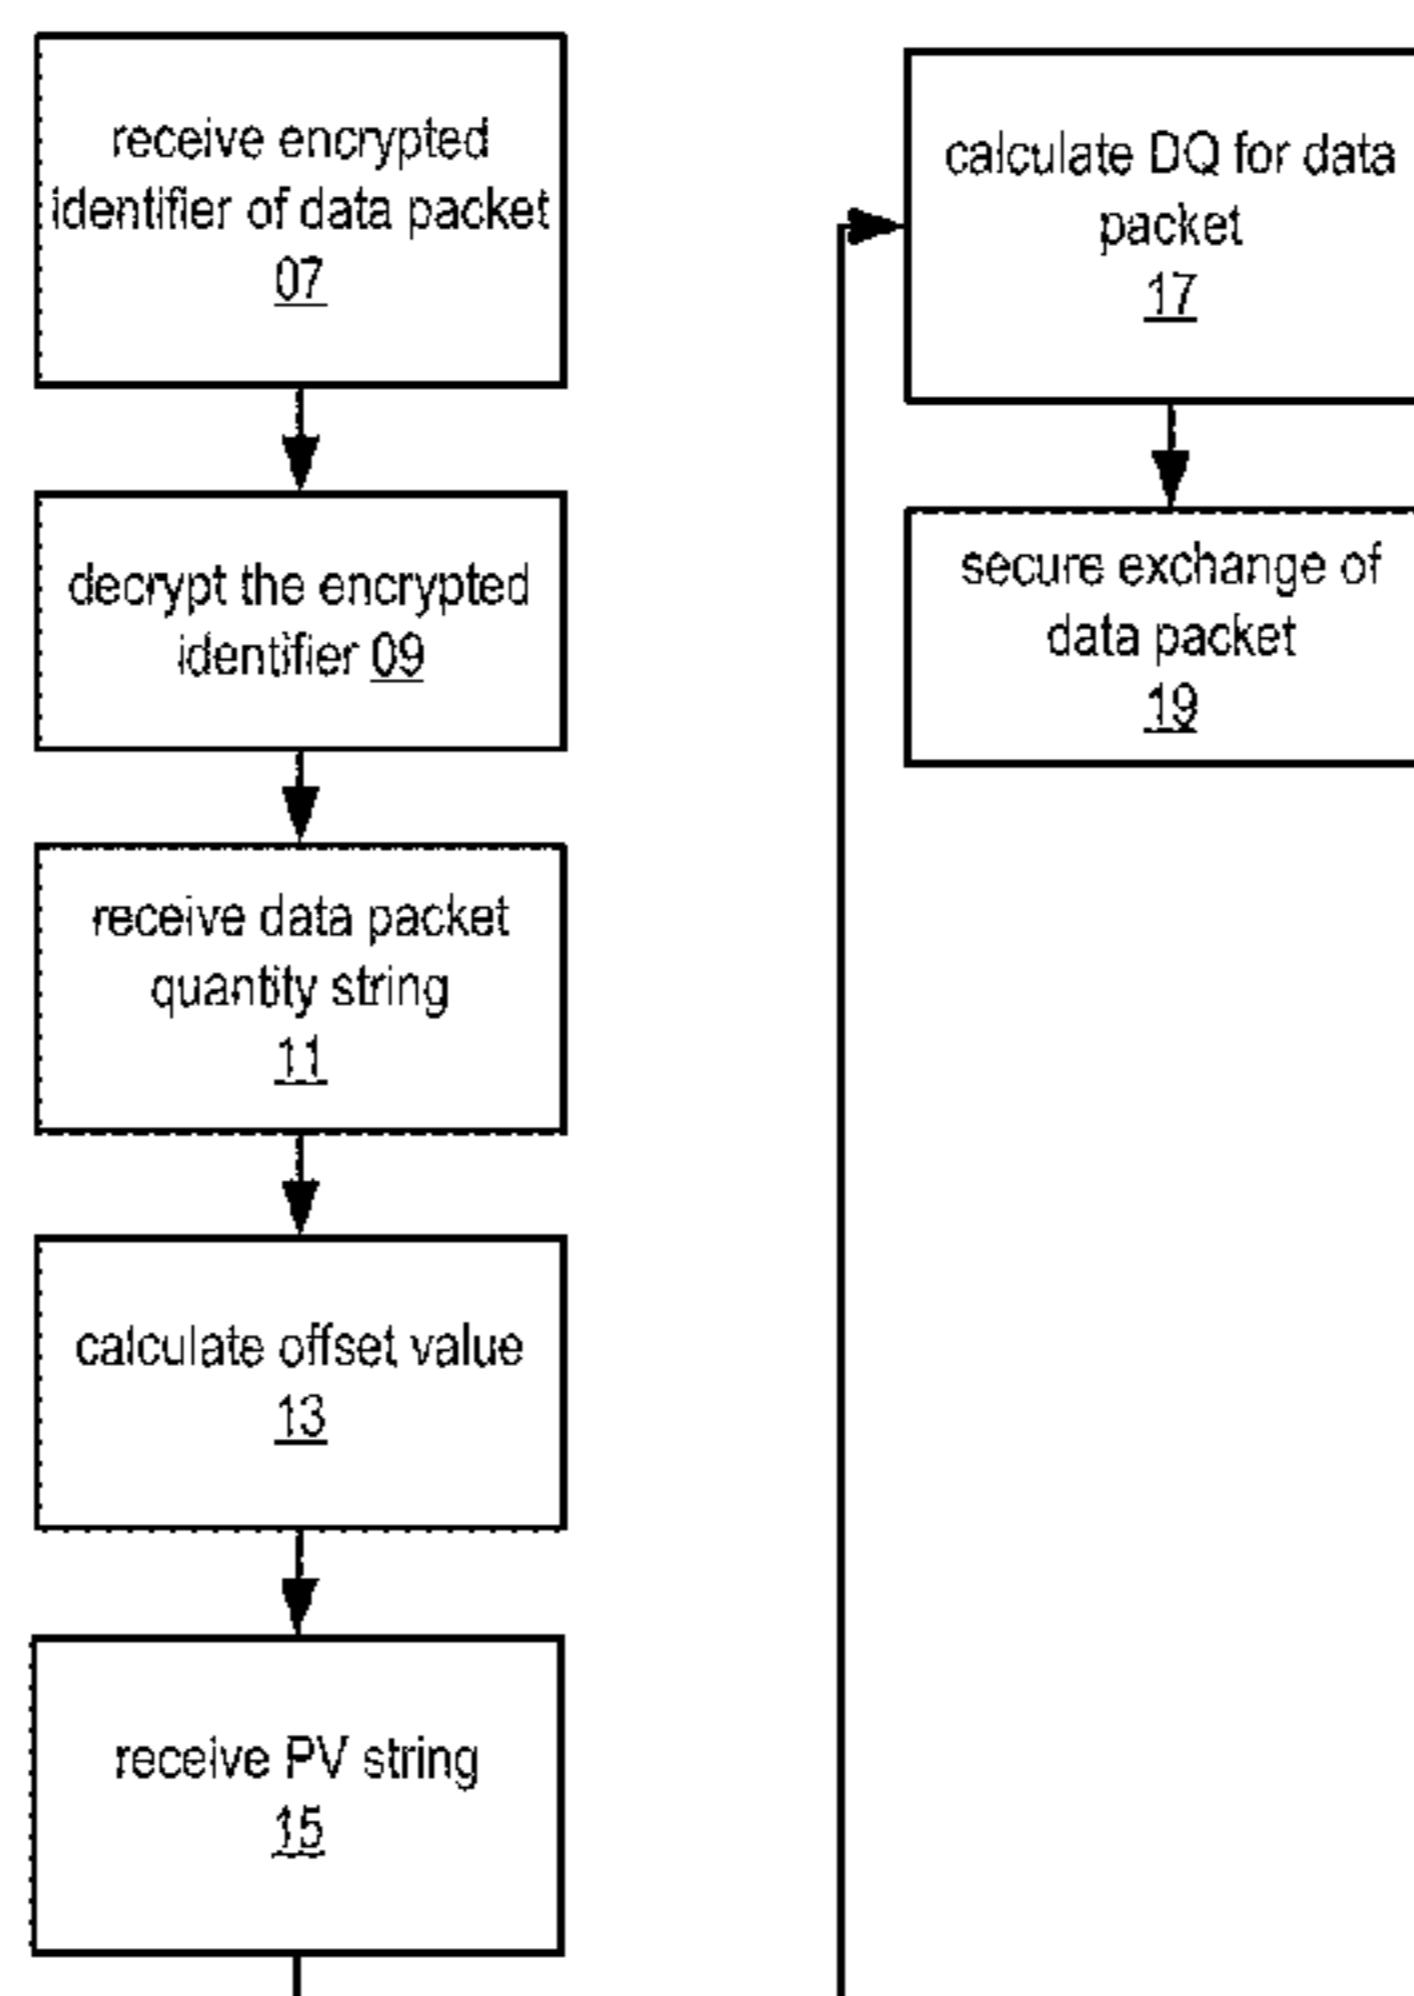 receive encrypted
identifier of data packet
07
decrypt the encrypted
identifier 09
receive data packet
quantity string
11
calculate offset value
13
receive PV string
15
calculate DQ for data
packet
17
secure exchange of
data packet
19